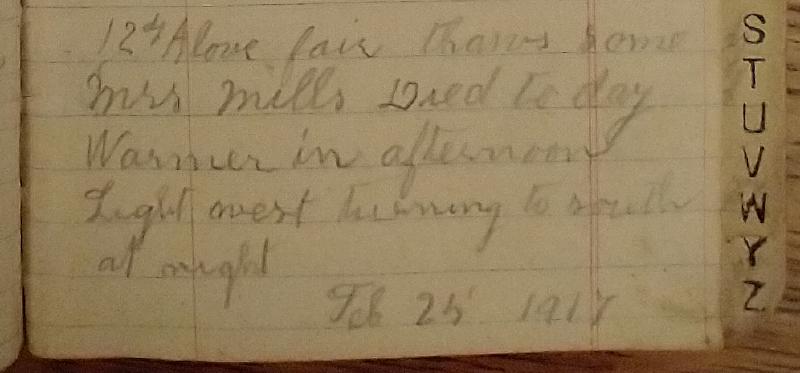 12th Above fair thaws some
Mrs Mills Died To day
Warmer in afternoon
Light west turning to south
at night
Feb 25 1917
S
T
U
V
W
Y
Z